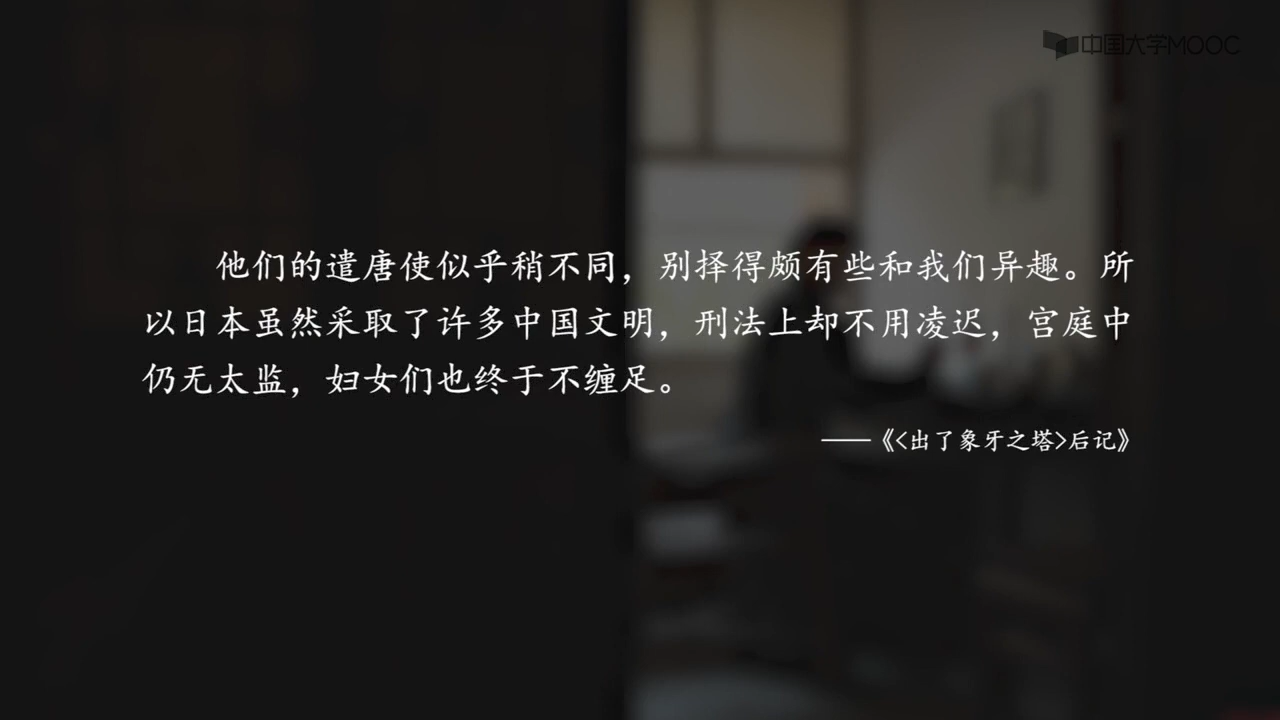 中国大学MOOC
他们的遣唐使似乎稍不同，别择得颇有些和我们异趣。所
以日本虽然采取了许多中国文明，刑法上却不用凌迟，宫庭中
仍无太监，妇女们也终于不缠足。
——《<出了象牙之塔>后记》